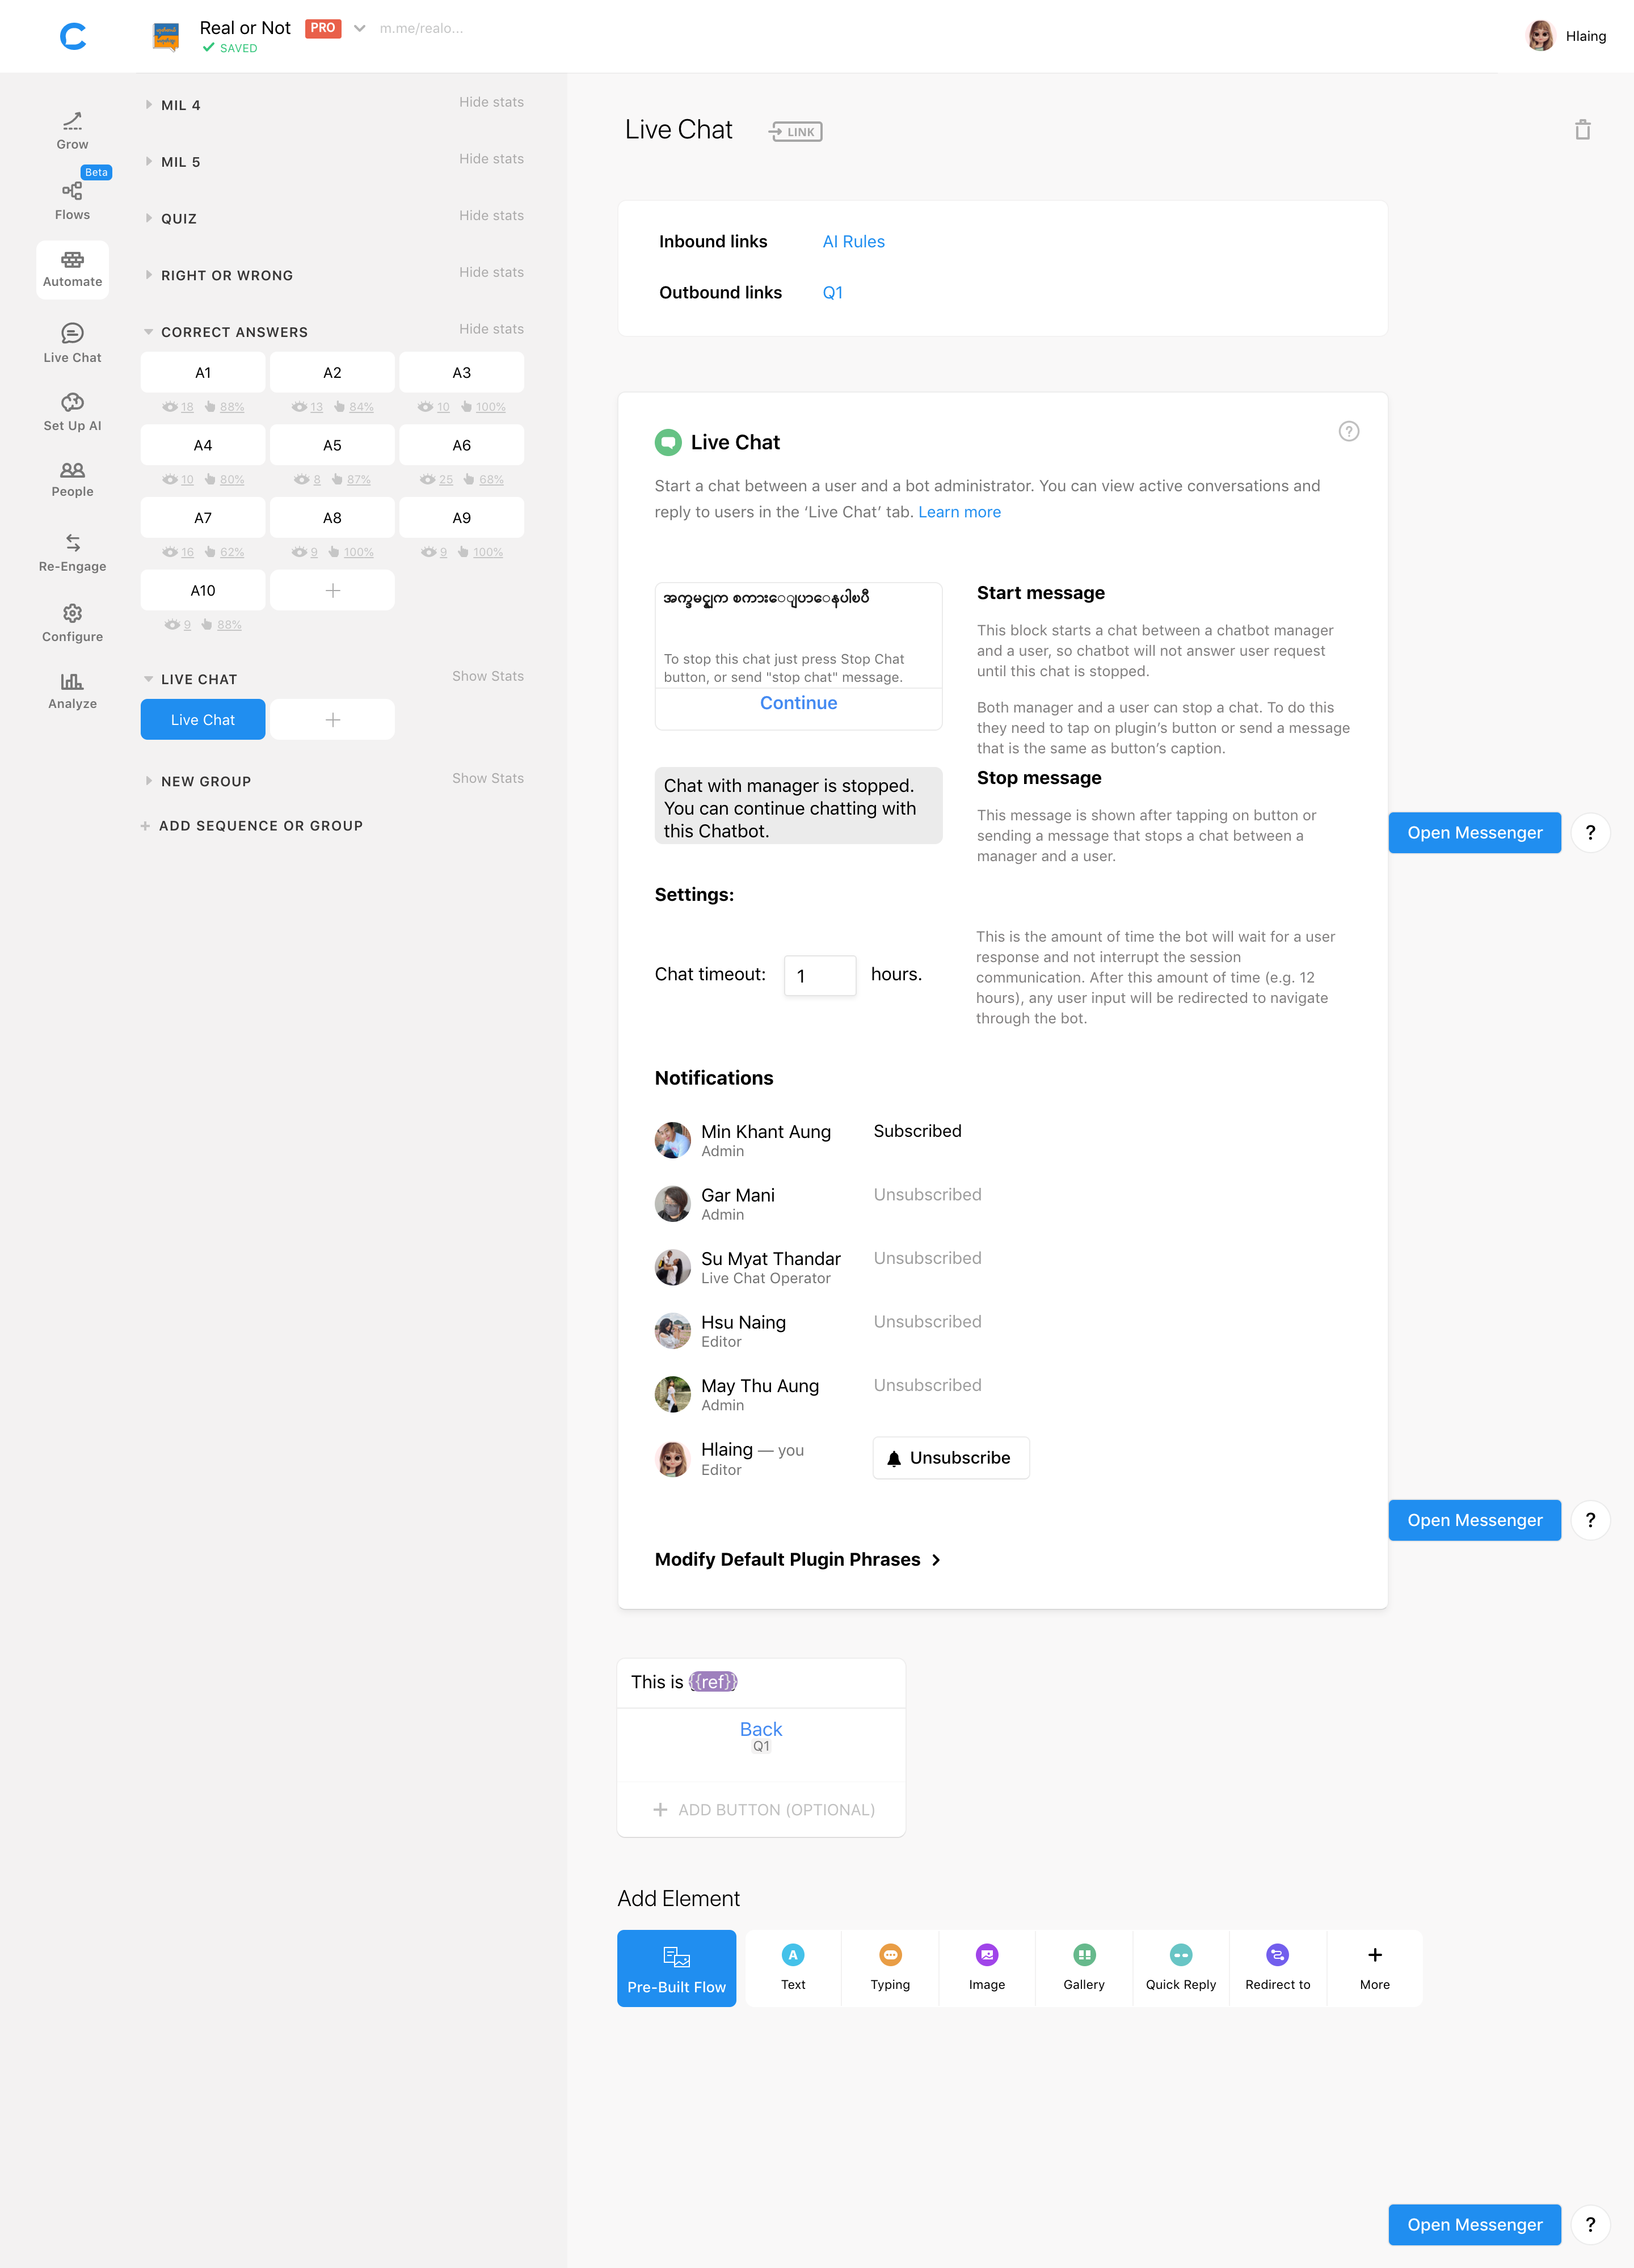 Real or Not PRO m.me/realo...
SAVED
Hlaing
Grow
Beta
Flows
Automate
Live Chat
Set Up AI
People
Re-Engage
Configure
Analyze
MIL 4 Hide stats
MIL 5 Hide stats
QUIZ Hide stats
RIGHT OR WRONG Hide stats
CORRECT ANSWERS Hide stats
A1 A2 A3
18 88% 13 84% 10 100%
A4 A5 A6
10 80% 8 87% 25 68%
A7 A8 A9
16 62% 9 100% 9 100%
A10
9 88%
LIVE CHAT Show Stats
Live Chat
NEW GROUP Show Stats
ADD SEQUENCE OR GROUP
Live Chat LINK
Inbound links AI Rules
Outbound links Q1
Live Chat
Start a chat between a user and a bot administrator. You can view active conversations and
reply to users in the ‘Live Chat’ tab. Learn more
To stop this chat just press Stop Chat
button, or send "stop chat" message.
Continue
Start message
This block starts a chat between a chatbot manager
and a user, so chatbot will not answer user request
until this chat is stopped.
Both manager and a user can stop a chat. To do this
they need to tap on plugin’s button or send a message
that is the same as button’s caption.
Chat with manager is stopped.
You can continue chatting with
this Chatbot.
Stop message
This message is shown after tapping on button or
sending a message that stops a chat between a
manager and a user.
Open Messenger ?
Settings:
Chat timeout: 1 hours.
This is the amount of time the bot will wait for a user
response and not interrupt the session
communication. After this amount of time (e.g. 12
hours), any user input will be redirected to navigate
through the bot.
Notifications
Min Khant Aung Subscribed
Admin
Gar Mani Unsubscribed
Admin
Su Myat Thandar Unsubscribed
Live Chat Operator
Hsu Naing Unsubscribed
Editor
May Thu Aung Unsubscribed
Admin
Hlaing — you Unsubscribe
Editor
Open Messenger ?
Modify Default Plugin Phrases
This is {{ref}}
Back
Q1
ADD BUTTON (OPTIONAL)
Add Element
Pre-Built Flow Text Typing Image Gallery Quick Reply Redirect to More
Open Messenger ?